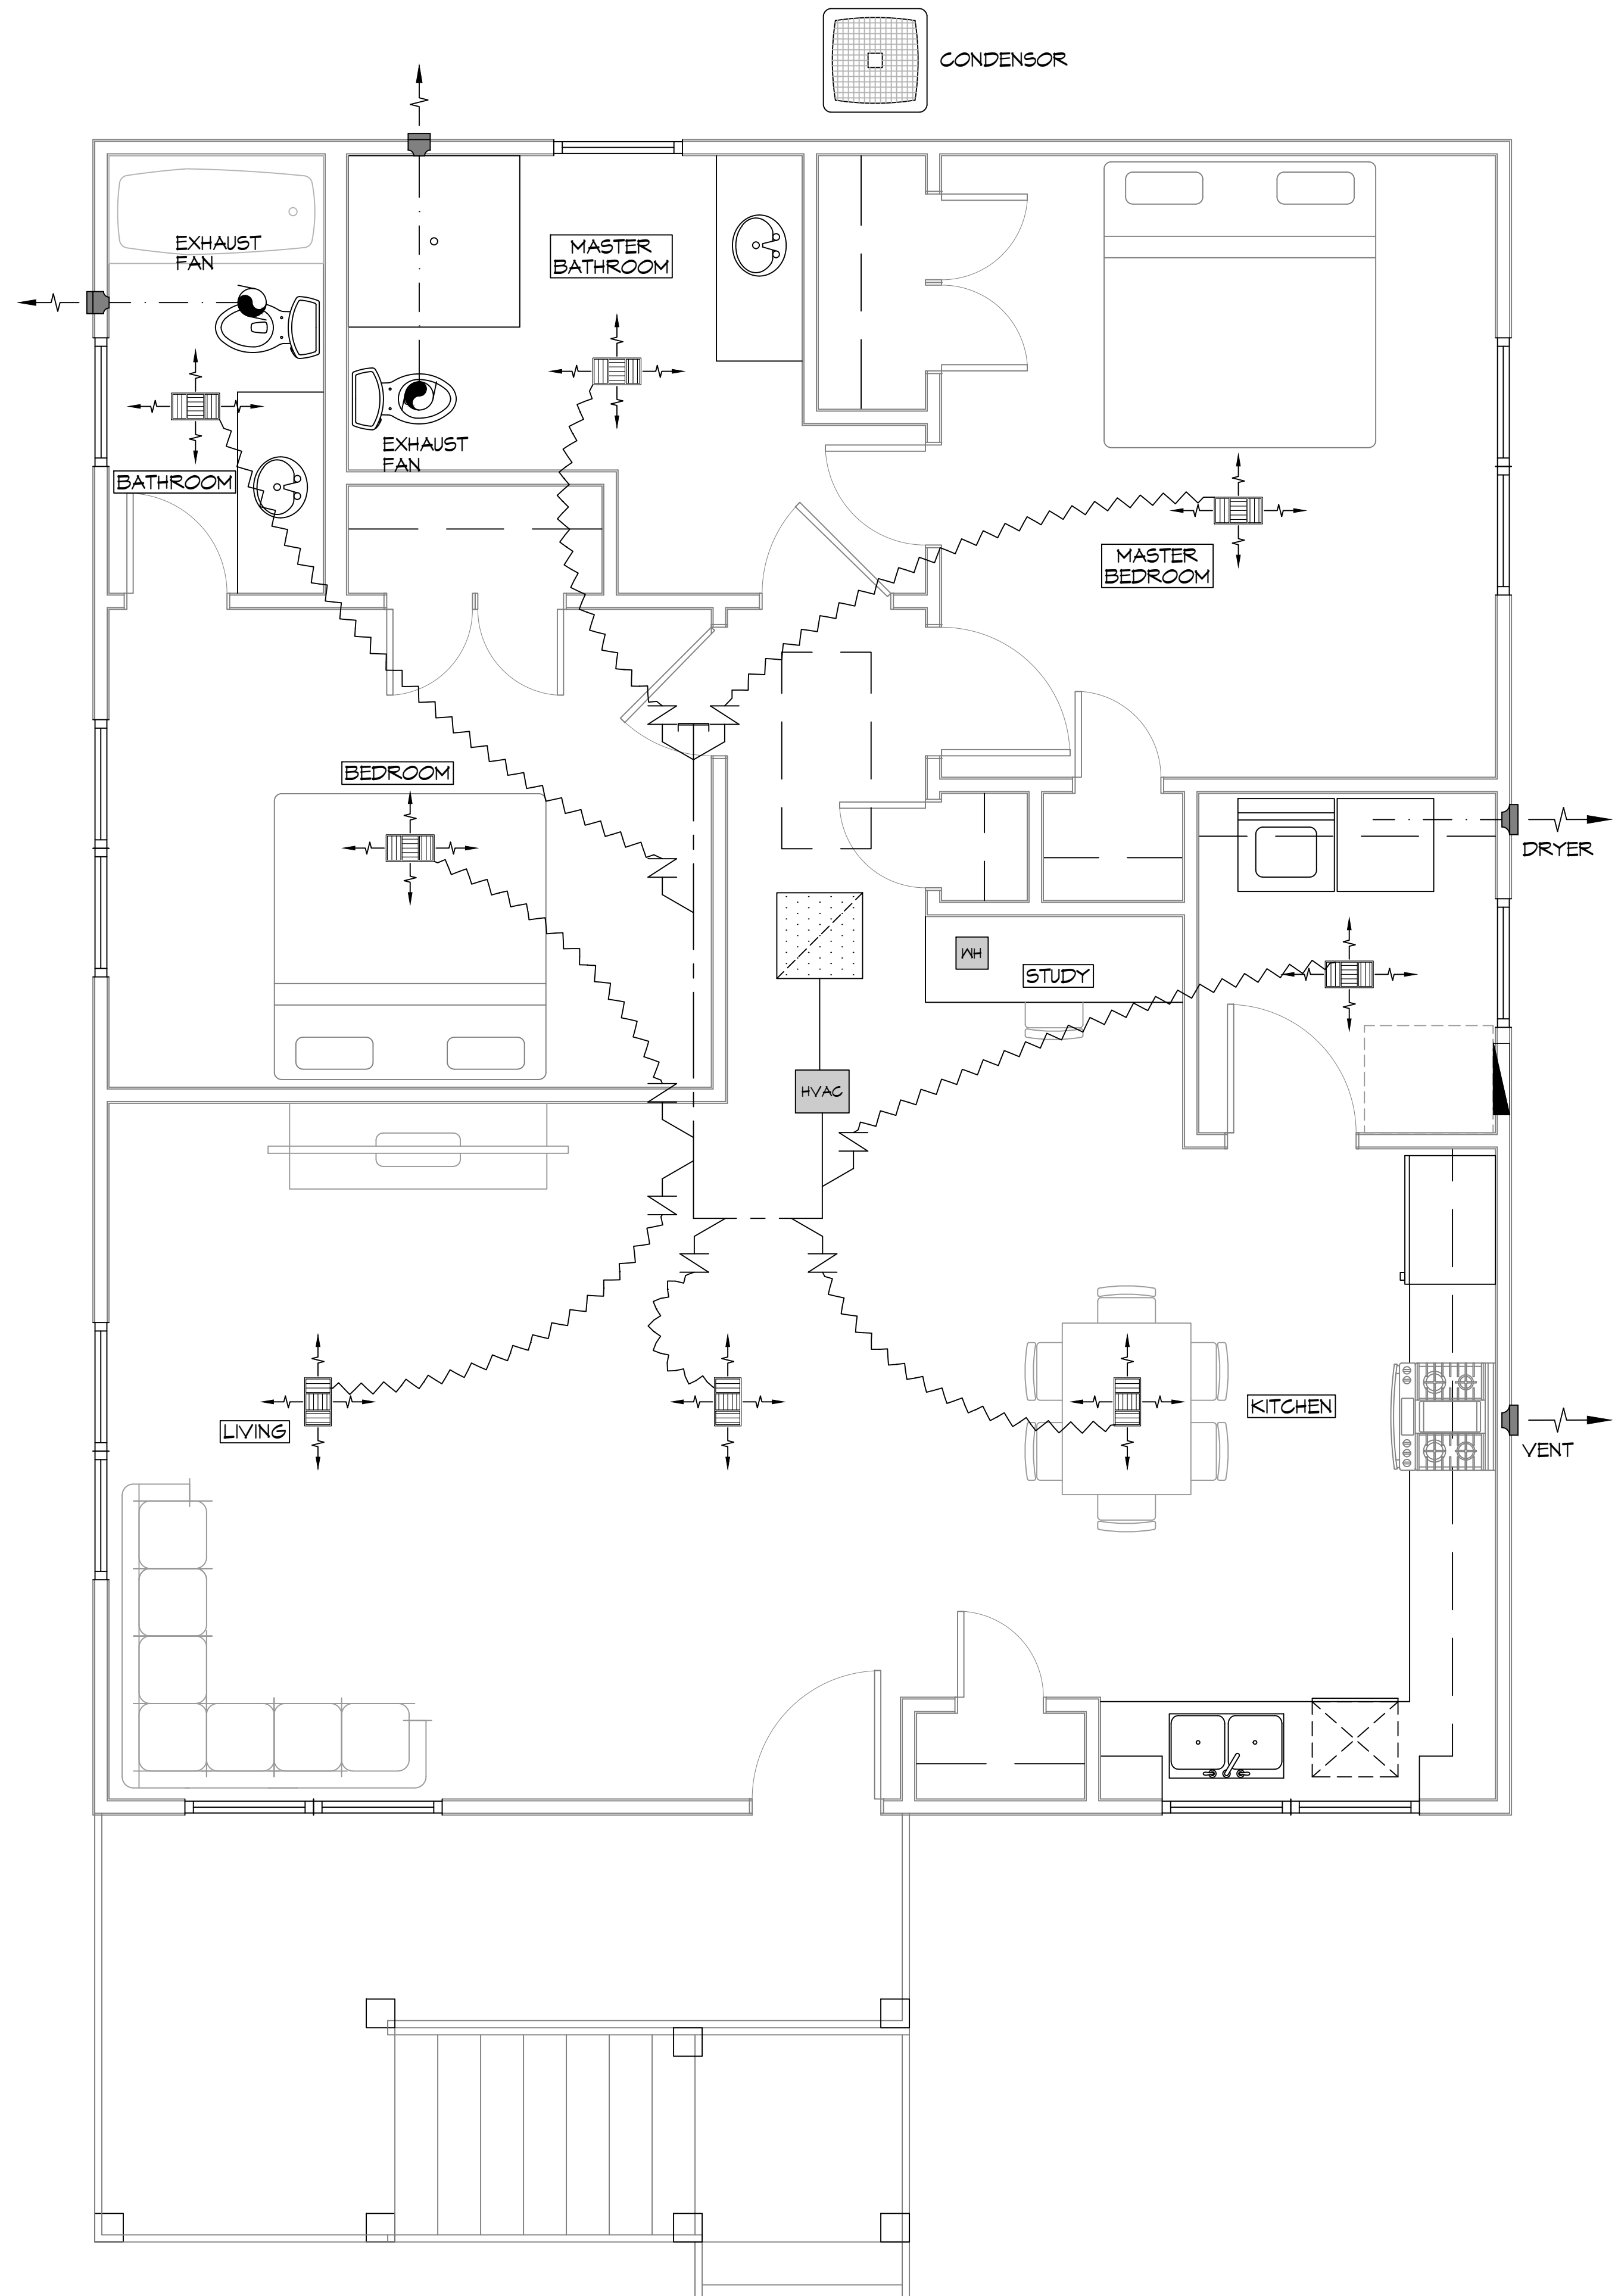 CONDENSOR
EXHAUST
FAN
MASTER
BATHROOM
EXHAUST
FAN
BATHROOM
MASTER
BEDROOM
BEDROOM
DRYER
WH
STUDY
HVAC
LIVING
KITCHEN
VENT